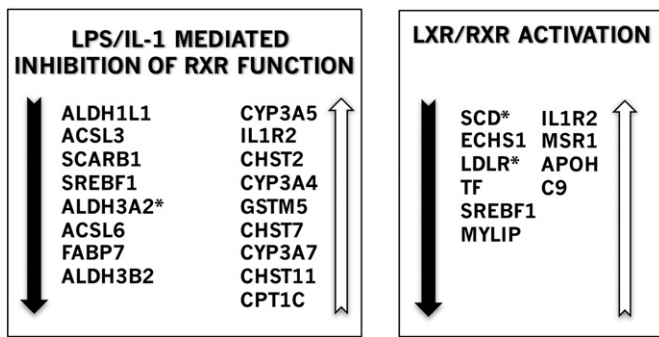 LPS/IL-1 MEDIATED
INHIBITION OF RXR FUNCTION
ALDH1L1
ACSL3
SCARB1
SREBF1
ALDH3A2*
ACSL6
FABP7
ALDH3B2
CYP3A5
IL1R2
CHST2
CYP3A4
GSTM5
CHST7
CYP3A7
CHST11
CPT1C
LXR/RXR ACTIVATION
SCD*
ECHS1
LDLR*
TF
SREBF1
MYLIP
IL1R2
MSR1
APOH
C9